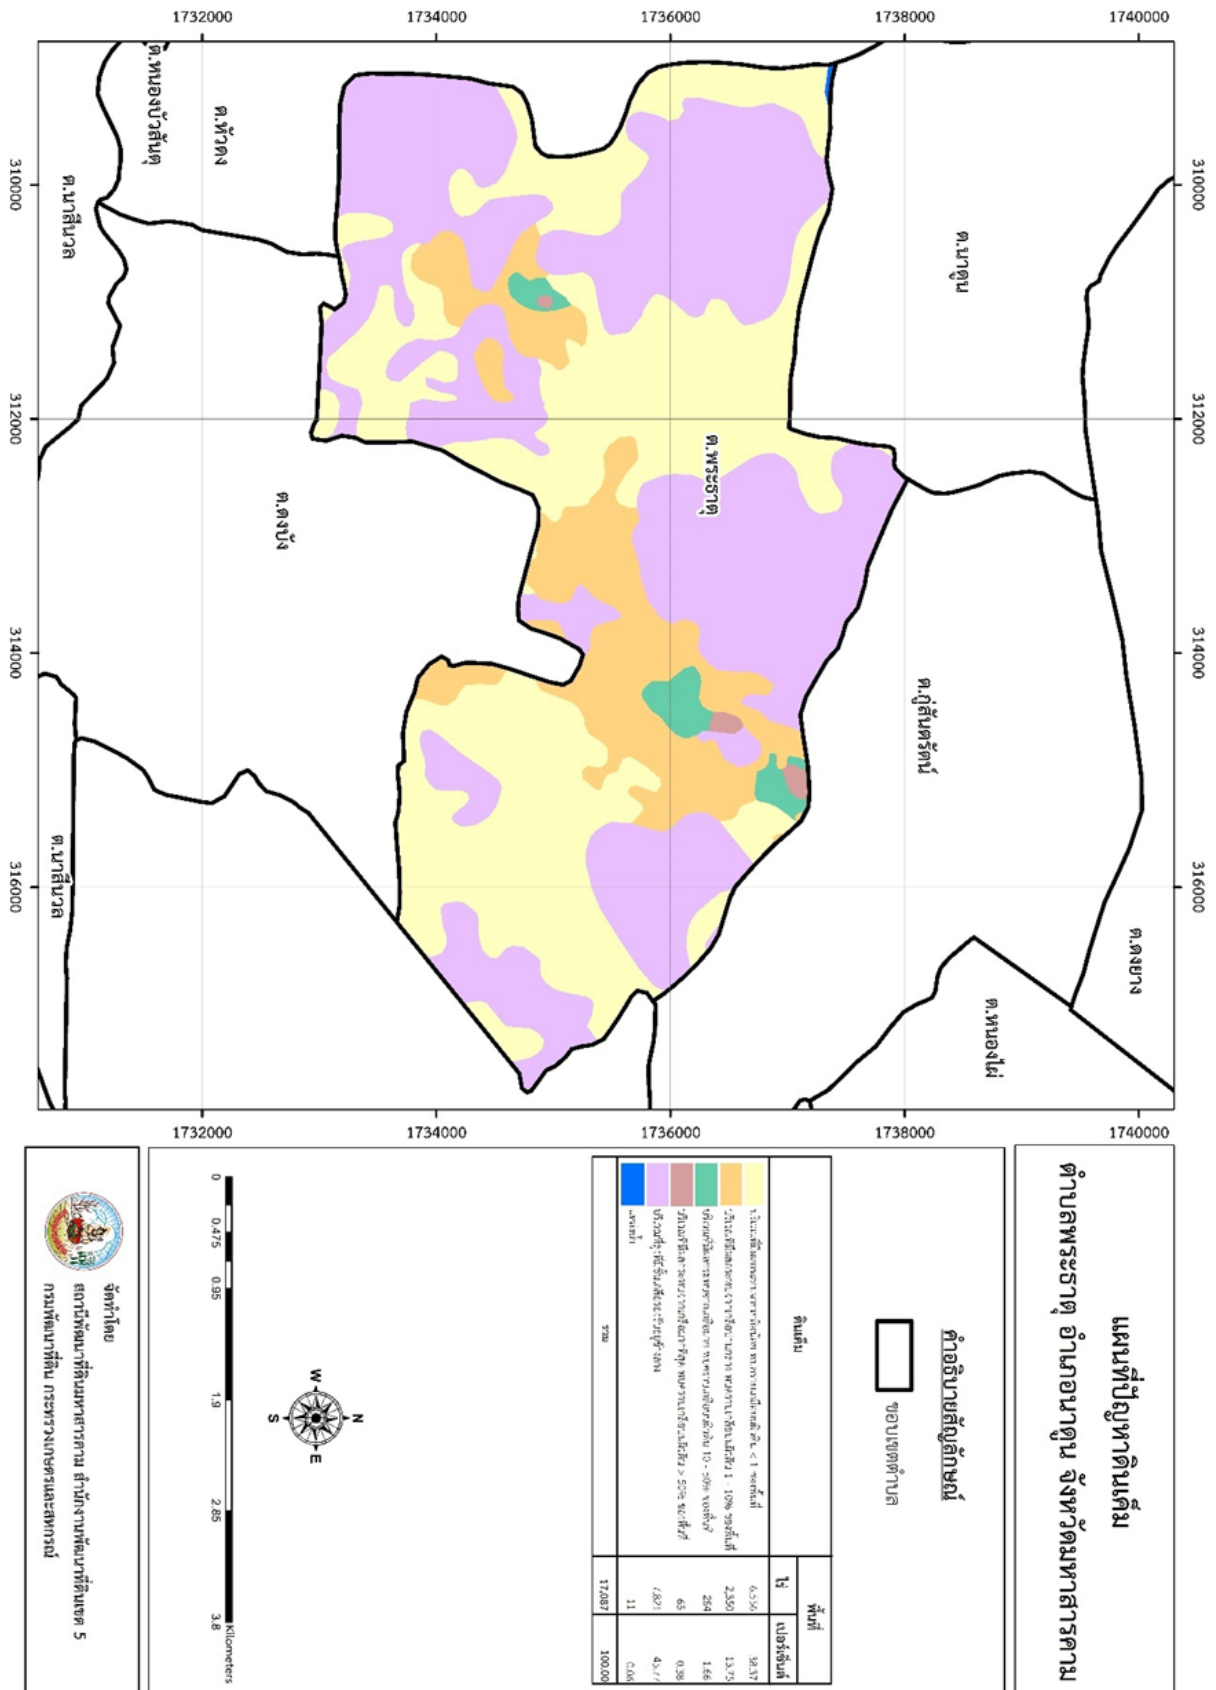 แผนที่ปัญหาดินเค็ม
ตำบลพระธาตุ อำเภอนาดูน จังหวัดมหาสารคาม
คำอธิบายสัญลักษณ์
ขอบเขตตำบล
ดินเค็ม
พื้นที่
ไร่
เปอร์เซ็นต์
2,350 13.75
284 1.66
65 0.38
11 0.06
รวม 17,087 100.00
N
W
E
S
0 0.475 0.95 1.9 2.85 3.8
Kilometers
จัดทำโดย
สถานีพัฒนาที่ดินมหาสารคาม สำนักงานพัฒนาที่ดินเขต 5
กรมพัฒนาที่ดิน กระทรวงเกษตรและสหกรณ์
310000 312000 314000 316000
1740000
1738000
1736000
1734000
1732000
ต.นาดูน
ต.กู่สันตรัตน์
ต.ดงยาง
ต.หนองไผ่
ต.พระธาตุ
ต.หัวดง
ต.หนองบัวสันตุ
ต.นาสีนวล
ต.ดงบัง
ต.นาสีนวล
1740000
1738000
1736000
1734000
1732000
310000 312000 314000 316000